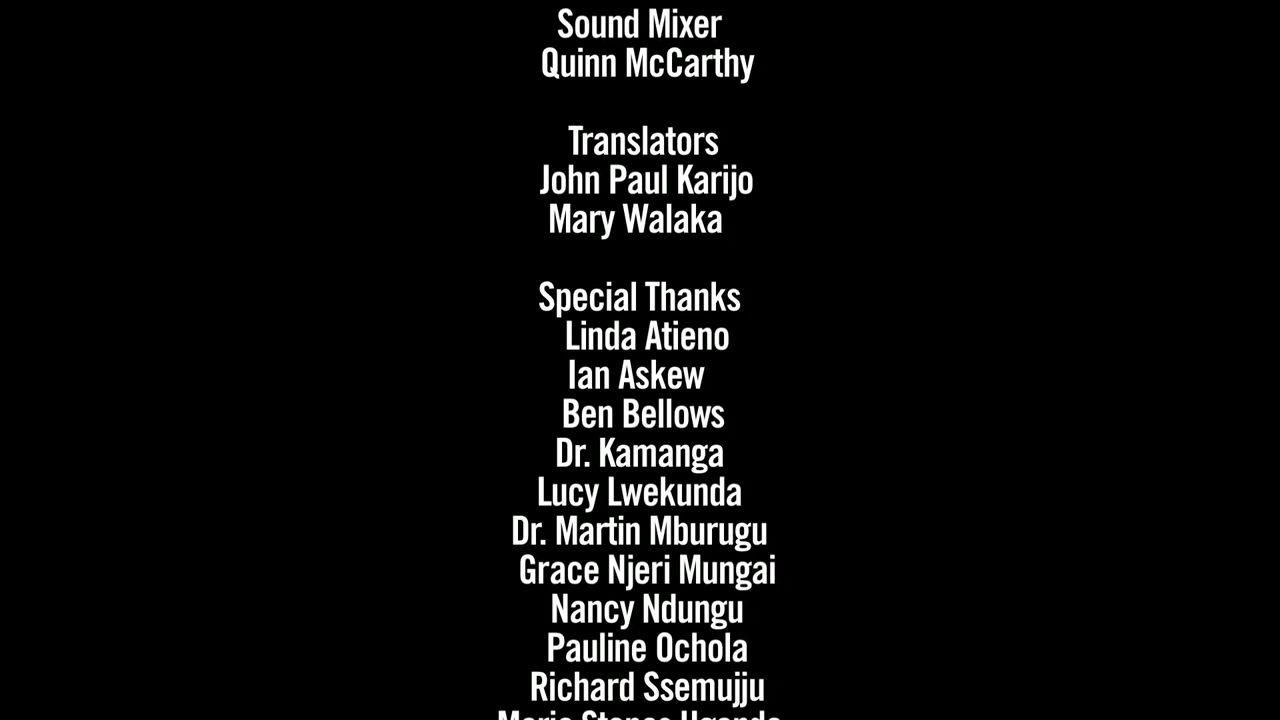 Sound Mixer
Quinn McCarthy
Translators
John Paul Karijo
Mary Walaka
Special Thanks
Linda Atieno
Ian Askew
Ben Bellows
Dr. Kamanga
Lucy Lwekunda
Dr. Martin Mburugu
Grace Njeri Mungai
Nancy Ndungu
Pauline Ochola
Richard Ssemujju
Marie Stopes Uganda